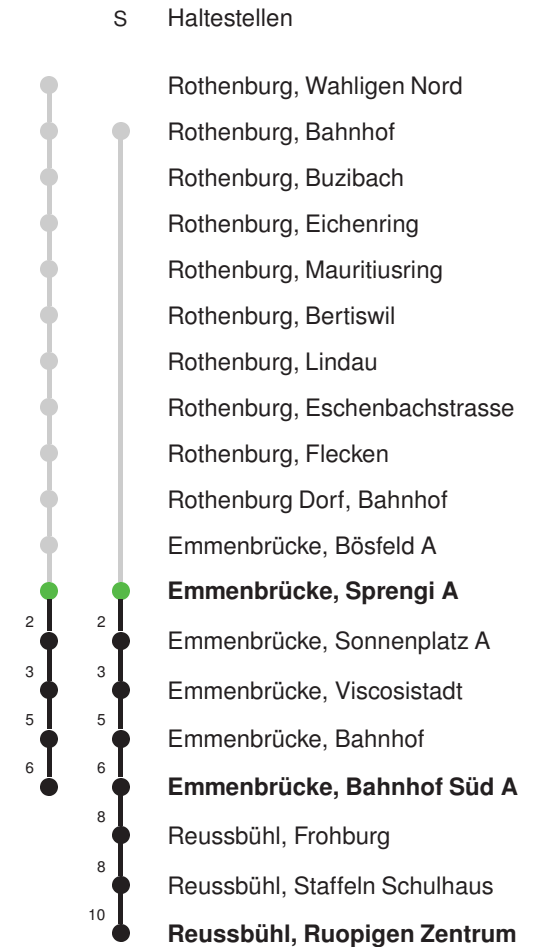 S Haltestellen
Rothenburg, Wahligen Nord
Rothenburg, Bahnhof
Rothenburg, Buzibach
Rothenburg, Eichenring
Rothenburg, Mauritiusring
Rothenburg, Bertiswil
Rothenburg, Lindau
Rothenburg, Eschenbachstrasse
Rothenburg, Flecken
Rothenburg Dorf, Bahnhof
Emmenbrücke, Bösfeld A
Emmenbrücke, Sprengi A
2 2 Emmenbrücke, Sonnenplatz A
3 3 Emmenbrücke, Viscosistadt
5 5 Emmenbrücke, Bahnhof
6 6 Emmenbrücke, Bahnhof Süd A
8 Reussbühl, Frohburg
8 Reussbühl, Staffeln Schulhaus
10 Reussbühl, Ruopigen Zentrum